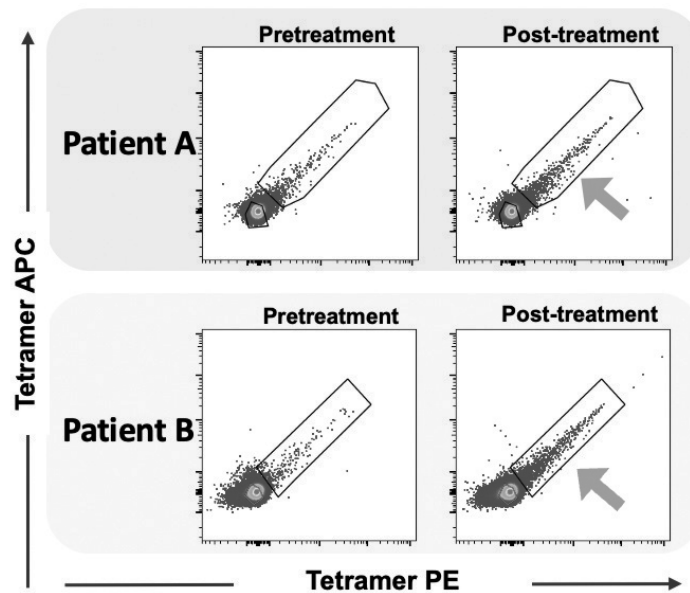 Pretreatment
Post-treatment
Patient A
Pretreatment
Post-treatment
Patient B
Tetramer APC
Tetramer PE